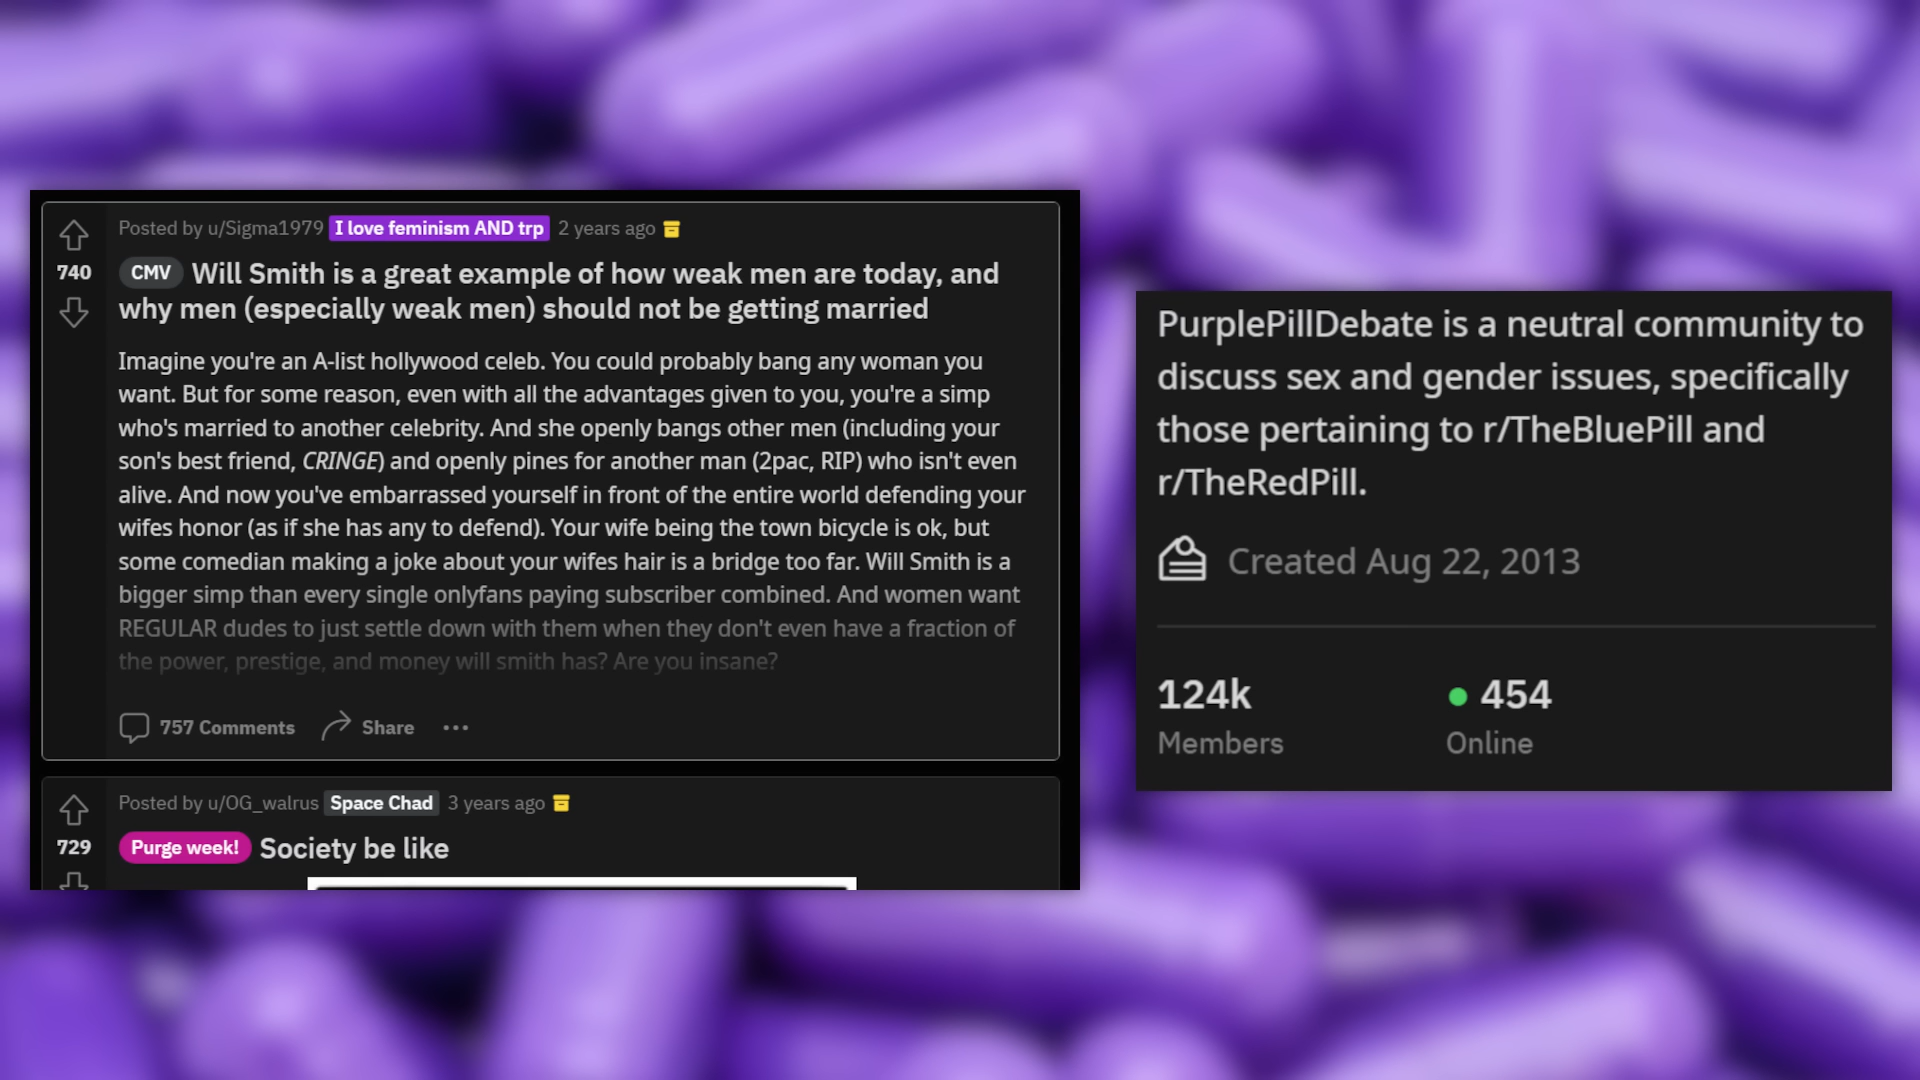 Posted by u/Sigma1979 I love feminism AND trp 2 years ago
740
CMV Will Smith is a great example of how weak men are today, and
why men (especially weak men) should not be getting married
Imagine you're an A-list hollywood celeb. You could probably bang any woman you
want. But for some reason, even with all the advantages given to you, you're a simp
who's married to another celebrity. And she openly bangs other men (including your
son's best friend, CRINGE) and openly pines for another man (2pac, RIP) who isn't even
alive. And now you've embarrassed yourself in front of the entire world defending your
wifes honor (as if she has any to defend). Your wife being the town bicycle is ok, but
some comedian making a joke about your wifes hair is a bridge too far. Will Smith is a
bigger simp than every single onlyfans paying subscriber combined. And women want
REGULAR dudes to just settle down with them when they don't even have a fraction of
the power, prestige, and money will smith has? Are you insane?
757 Comments Share ...
Posted by u/OG_walrus Space Chad 3 years ago
729
Purge week! Society be like
PurplePillDebate is a neutral community to
discuss sex and gender issues, specifically
those pertaining to r/TheBluePill and
r/TheRedPill.
Created Aug 22, 2013
124k 454
Members Online